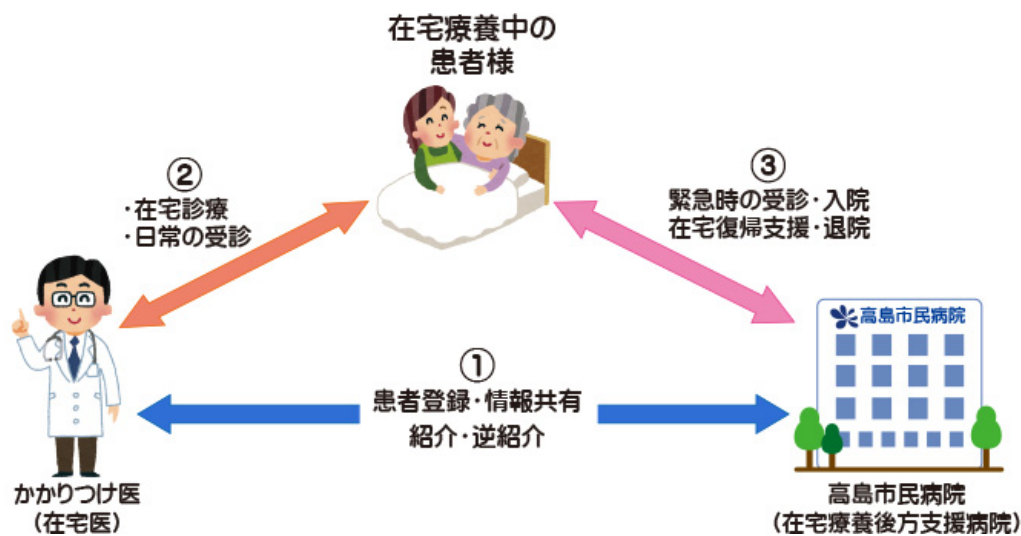 在宅療養中の
患者様
②
・在宅診療
・日常の受診
③
緊急時の受診・入院
在宅復帰支援・退院
高島市民病院
①
患者登録・情報共有
紹介・逆紹介
かかりつけ医
(在宅医)
高島市民病院
(在宅療養後方支援病院)